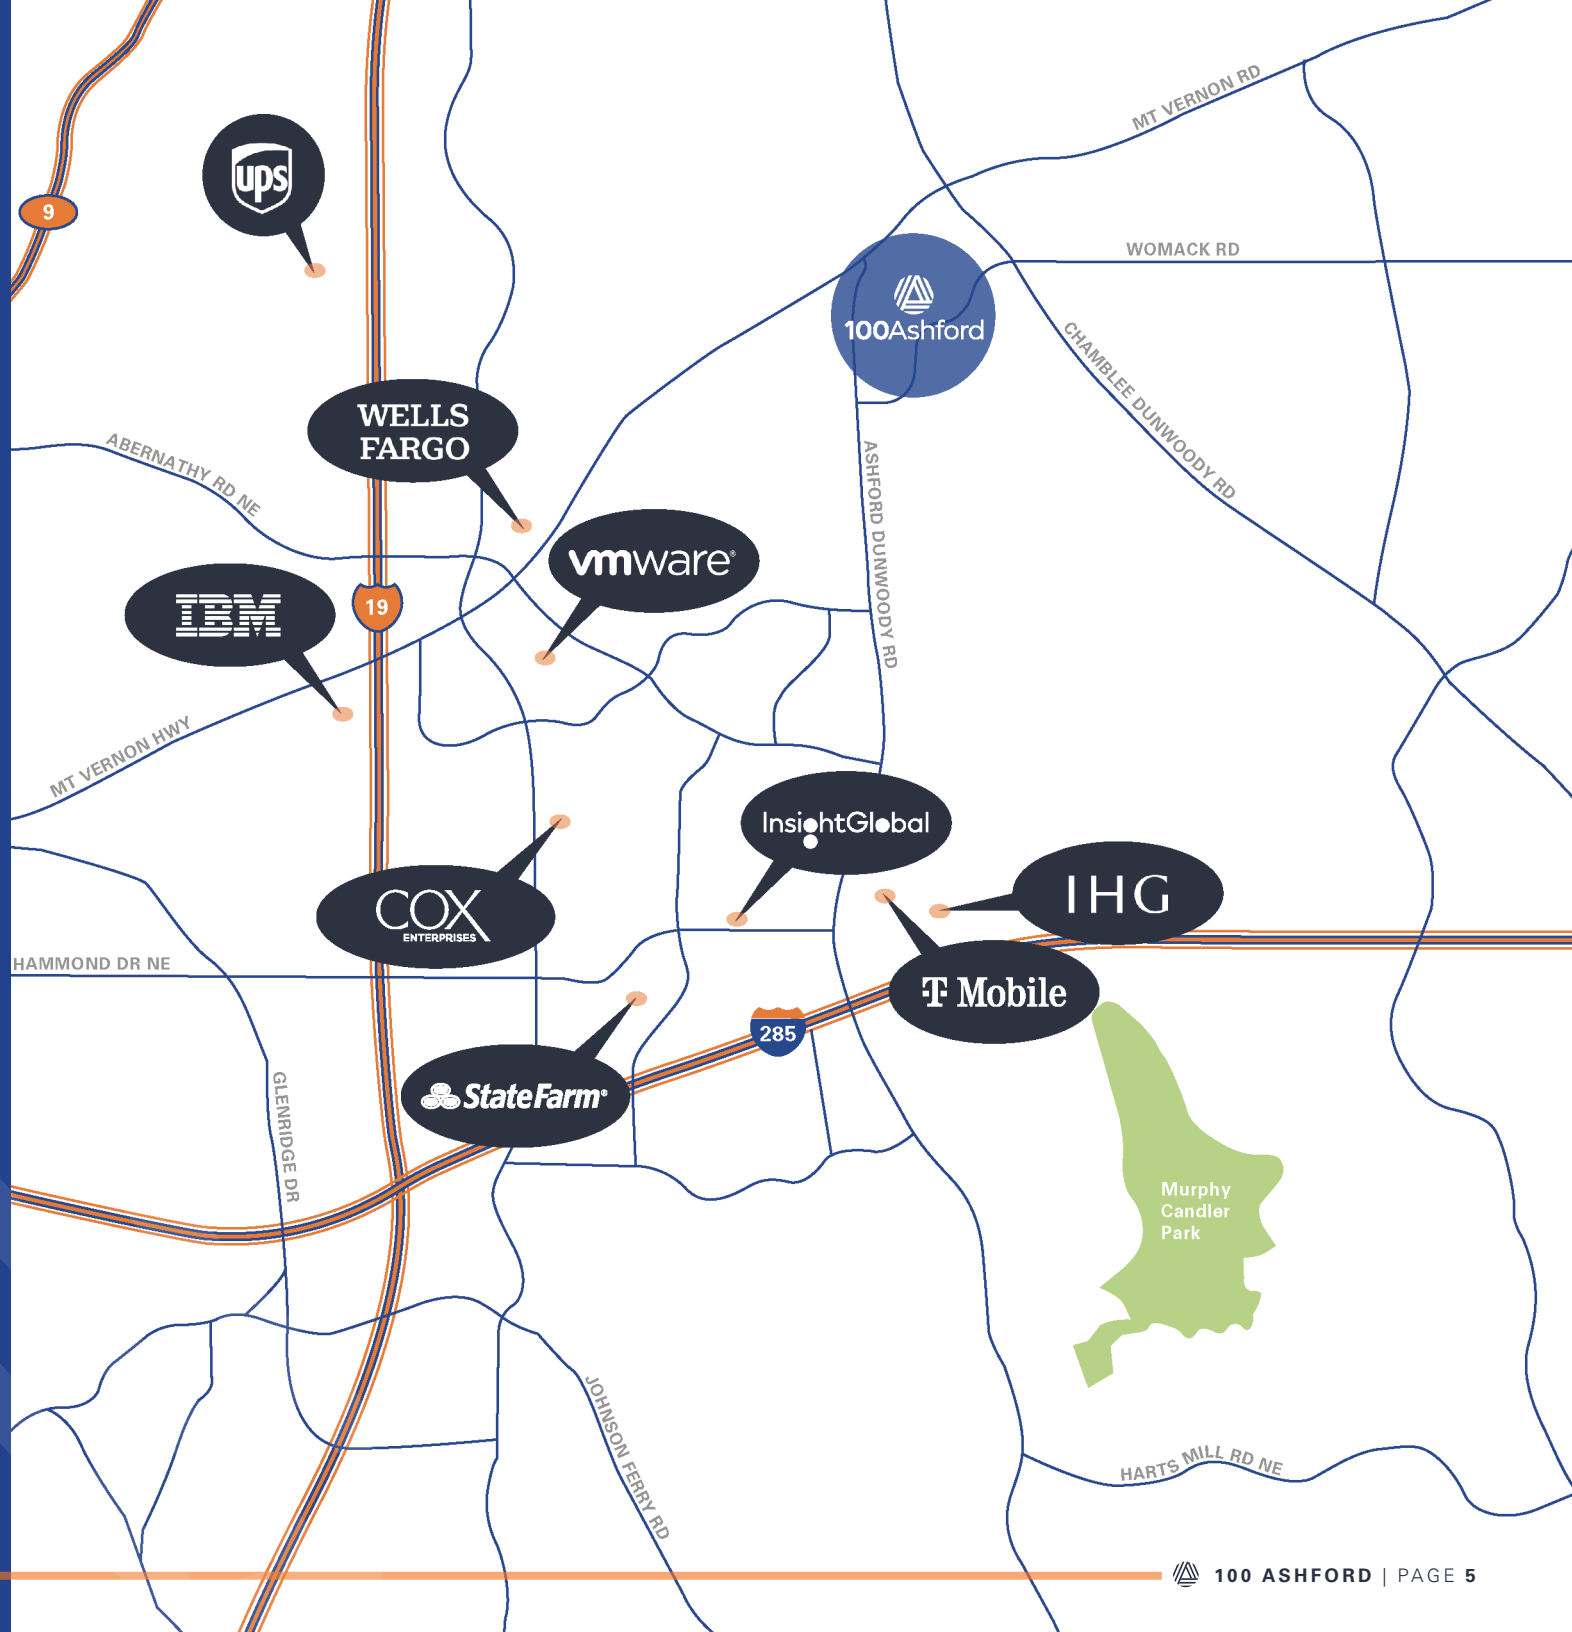 MT VERNON RD
ups
9
WOMACK RD
100Ashford
CHAMBLEE DUNWOODY RD
WELLS
FARGO
ABERNATHY RD NE
ASHFORD DUNWOODY RD
vmware®
IBM
19
MT VERNON HWY
InsightGlobal
IHG
COX
ENTERPRISES
HAMMOND DR NE
T Mobile
285
StateFarm®
GLENRIDGE DR
Murphy
Candler
Park
JOHNSON FERRY RD
HARTS MILL RD NE
100 ASHFORD | PAGE 5